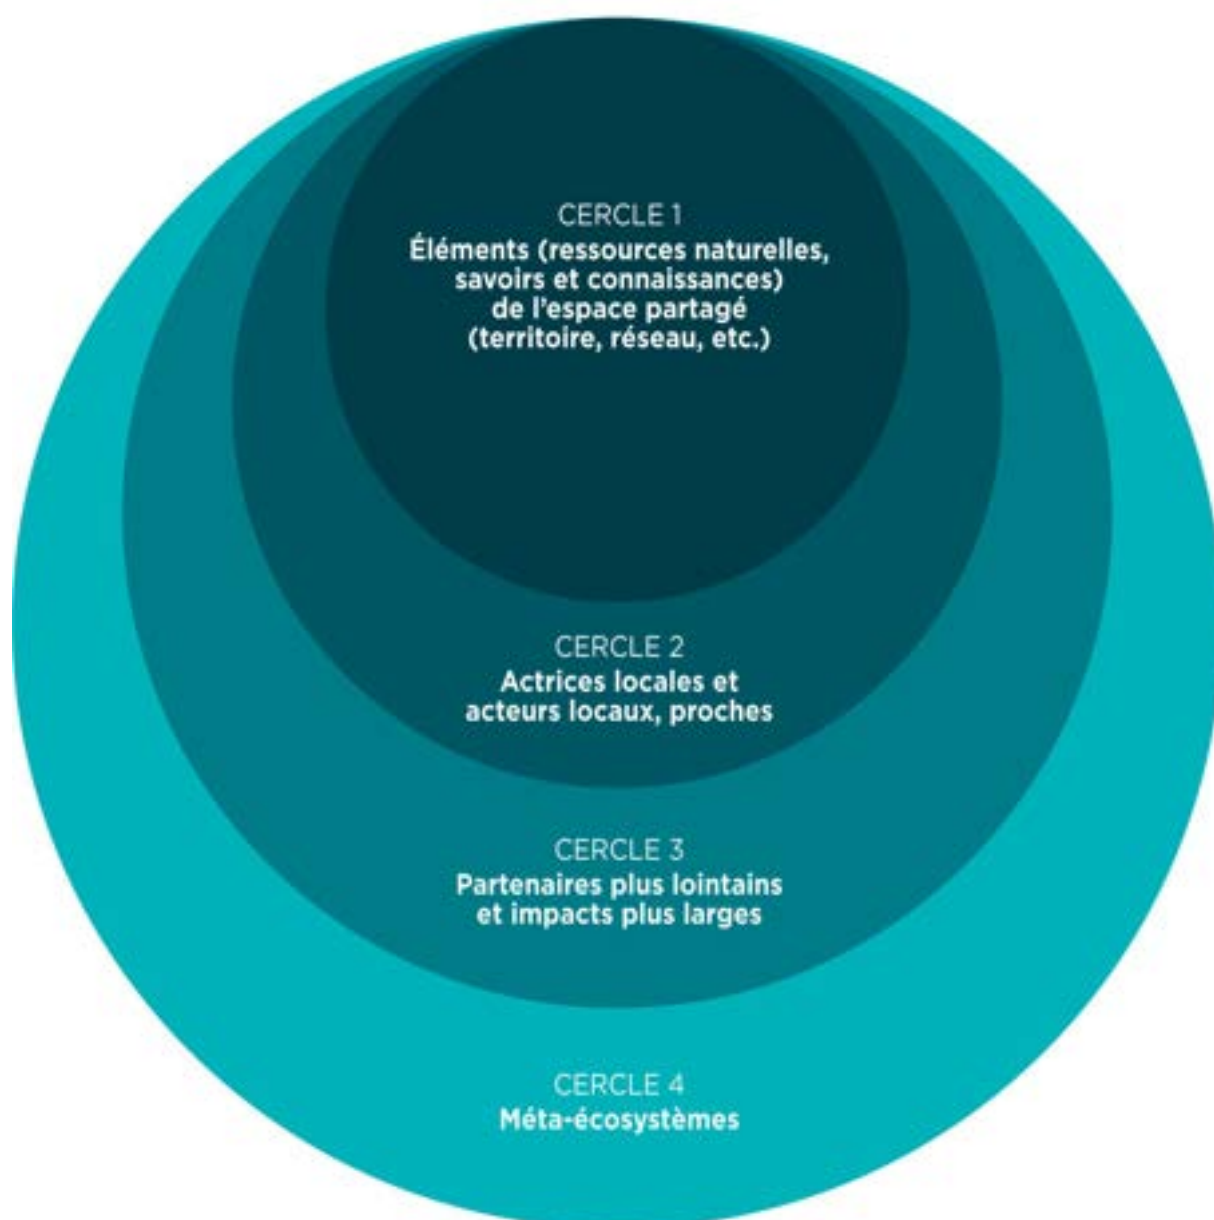 CERCLE 1
Éléments (ressources naturelles,
savoirs et connaissances)
de l'espace partagé
(territoire, réseau, etc.)
CERCLE 2
Actrices locales et
acteurs locaux, proches
CERCLE 3
Partenaires plus lointains
et impacts plus larges
CERCLE 4
Méta-écosystèmes